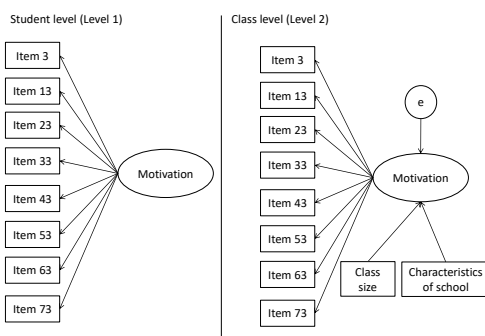 Student level (Level 1)
Item 3
Item 13
Item 23
Item 33
Item 43
Item 53
Item 63
Item 73
Motivation
Class level (Level 2)
Item 3
Item 13
Item 23
Item 33
Item 43
Item 53
Item 63
Item 73
e
Motivation
Class
size
Characteristics
of school